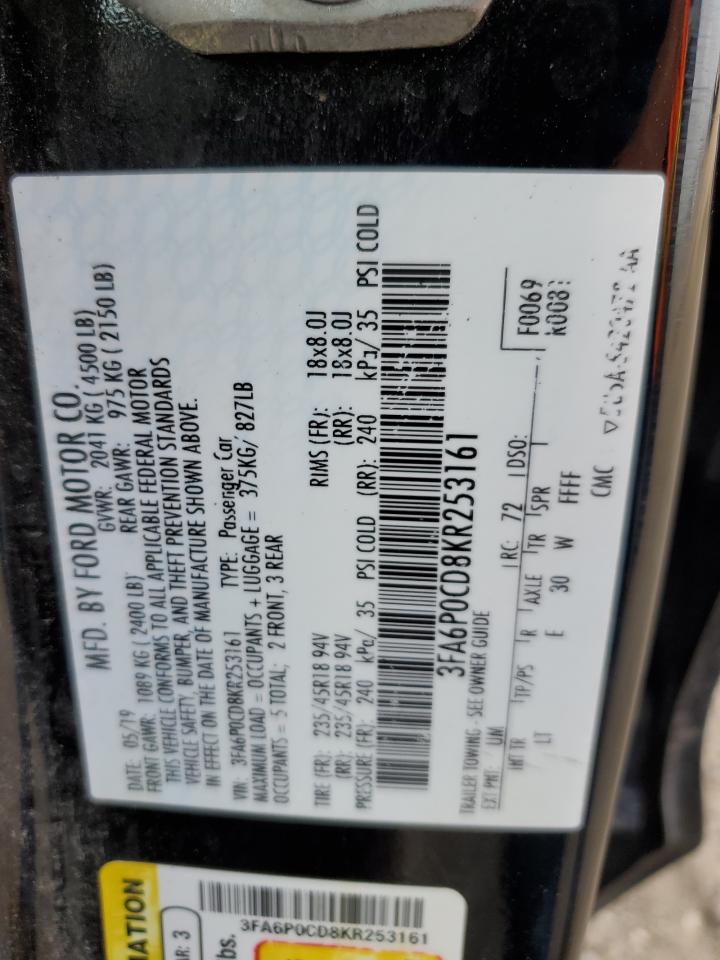 MFD. BY FORD MOTOR CO.
DATE: 05/19 GVWR: 2041 KG ( 4500 LB)
FRONT GAWR: 1089 KG ( 2400 LB) REAR GAWR: 975 KG ( 2150 LB)
THIS VEHICLE CONFORMS TO ALL APPLICABLE FEDERAL MOTOR
VEHICLE SAFETY, BUMPER, AND THEFT PREVENTION STANDARDS
IN EFFECT ON THE DATE OF MANUFACTURE SHOWN ABOVE.
VIN: 3FA6P0CD8KR253161 TYPE: Passenger Car
MAXIMUM LOAD = OCCUPANTS + LUGGAGE = 375KG/ 827LB
OCCUPANTS = 5 TOTAL; 2 FRONT, 3 REAR
TIRE (FR): 235/45R18 94V RIMS (FR): 18x8.0J
(RR): 235/45R18 94V (RR): 18x8.0J
PRESSURE (FR): 240 kPa/ 35 PSI COLD (RR): 240 kPa/ 35 PSI COLD
3FA6P0CD8KR253161
TRAILER TOWING - SEE OWNER GUIDE
EXT PNT: UM RC: 72 DSO: F0069
INT TR TP/PS R AXLE TR SPR
LT E 30 W FFFF
CMC
MATION
AR: 3
bs.
3FA6P0CD8KR253161